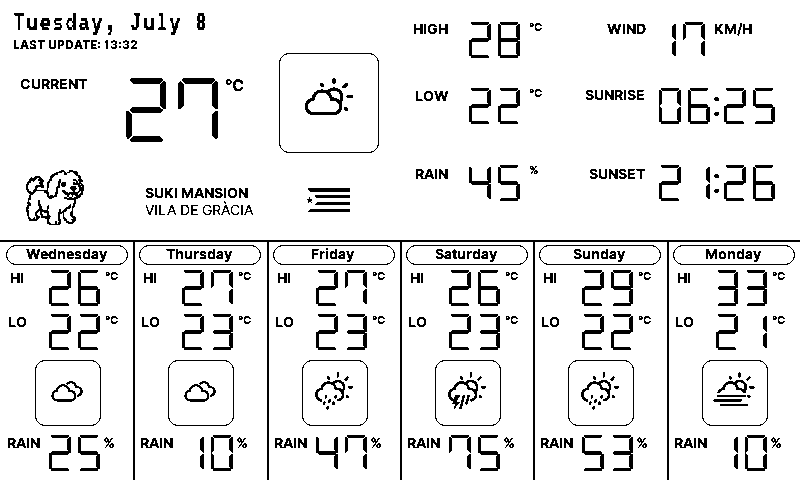 Tuesday, July 8
LAST UPDATE: 13:32
CURRENT 27 °C
HIGH 28 °C
WIND 17 KM/H
LOW 22 °C
SUNRISE 06:25
RAIN 45 %
SUNSET 21:26
SUKI MANSION
VILA DE GRÀCIA
Wednesday
HI 26 °C
LO 22 °C
RAIN 25 %
Thursday
HI 27 °C
LO 23 °C
RAIN 10 %
Friday
HI 27 °C
LO 23 °C
RAIN 47 %
Saturday
HI 26 °C
LO 23 °C
RAIN 75 %
Sunday
HI 29 °C
LO 22 °C
RAIN 53 %
Monday
HI 33 °C
LO 21 °C
RAIN 10 %